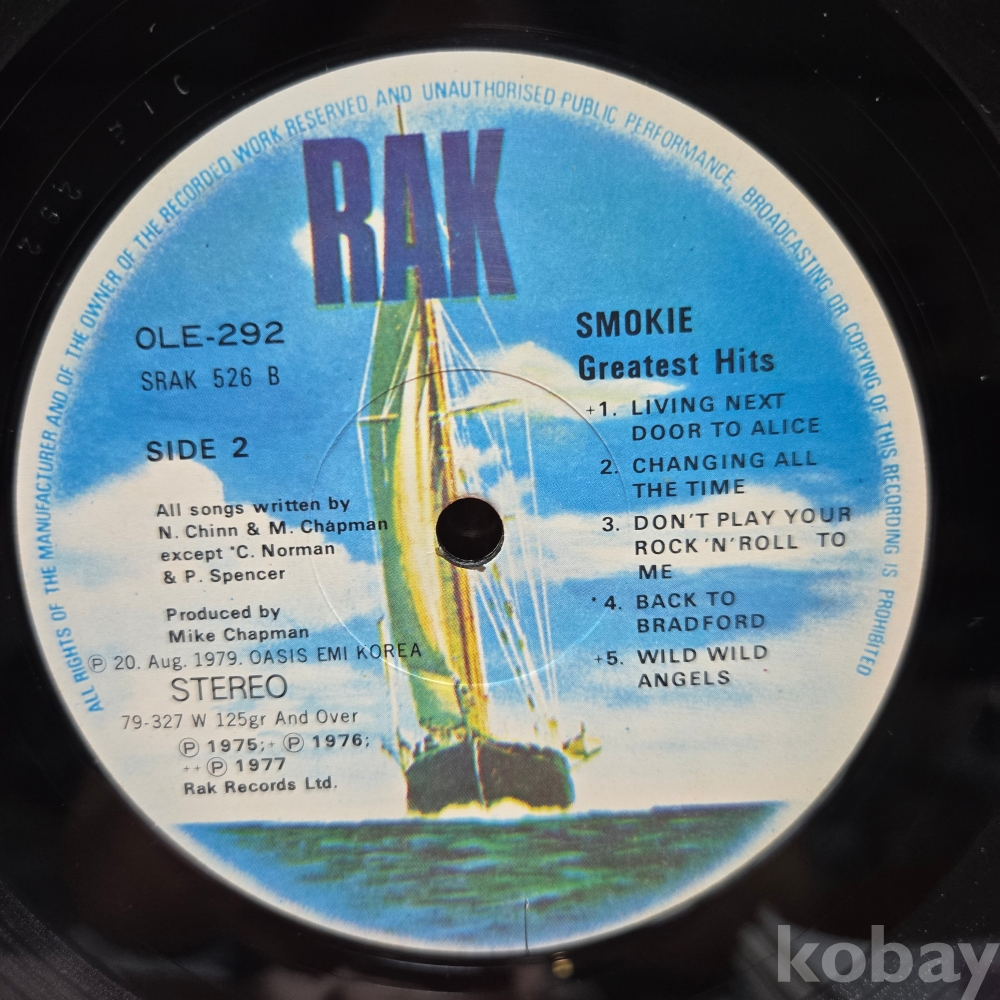 ALL RIGHTS OF THE MANUFACTURER AND OF THE OWNER OF THE RECORDED WORK RESERVED AND UNAUTHORISED PUBLIC PERFORMANCE, BROADCASTING OR COPYING OF THIS RECORDING IS PROHIBITED
RAK
OLE-292
SRAK 526 B
SIDE 2
All songs written by
N. Chinn & M. Chapman
except *C. Norman
& P. Spencer
Produced by
Mike Chapman
Ⓟ 20. Aug. 1979. OASIS EMI KOREA
STEREO
79-327 W 125gr And Over
Ⓟ 1975; + Ⓟ 1976;
++ Ⓟ 1977
Rak Records Ltd.
SMOKIE
Greatest Hits
+1. LIVING NEXT
DOOR TO ALICE
2. CHANGING ALL
THE TIME
3. DON'T PLAY YOUR
ROCK 'N' ROLL TO
ME
*4. BACK TO
BRADFORD
+5. WILD WILD
ANGELS
kobay